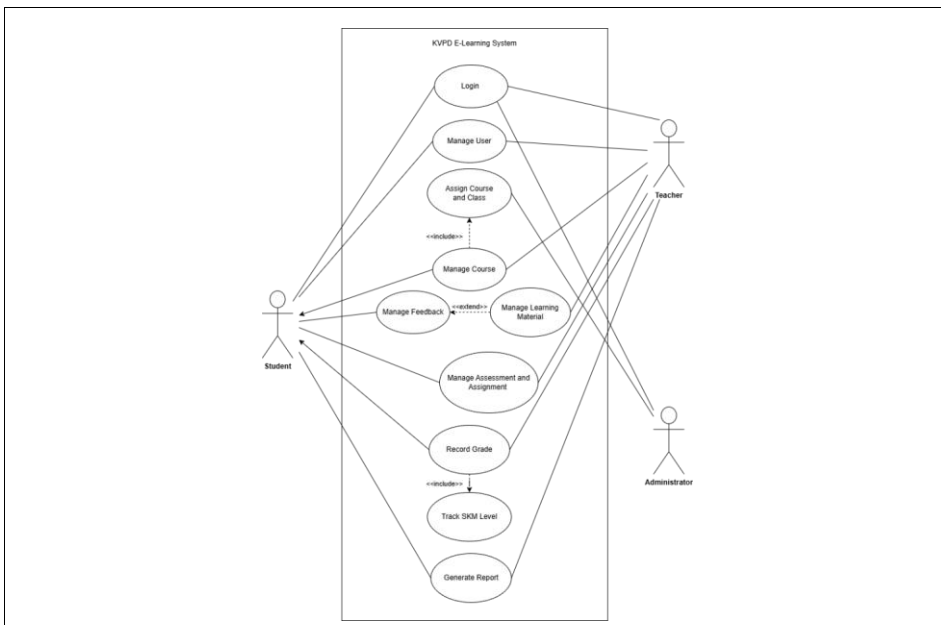 KVPD E-Learning System
Login
Manage User
Teacher
Assign Course
and Class
<<include>>
Manage Course
Manage Feedback
<<extend>>
Manage Learning
Material
Student
Manage Assessment and
Assignment
Record Grade
Administrator
<<include>>
Track SKM Level
Generate Report